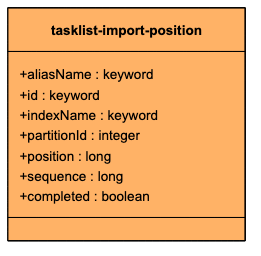 tasklist-import-position
+aliasName : keyword
+id : keyword
+indexName : keyword
+partitionId : integer
+position : long
+sequence : long
+completed : boolean